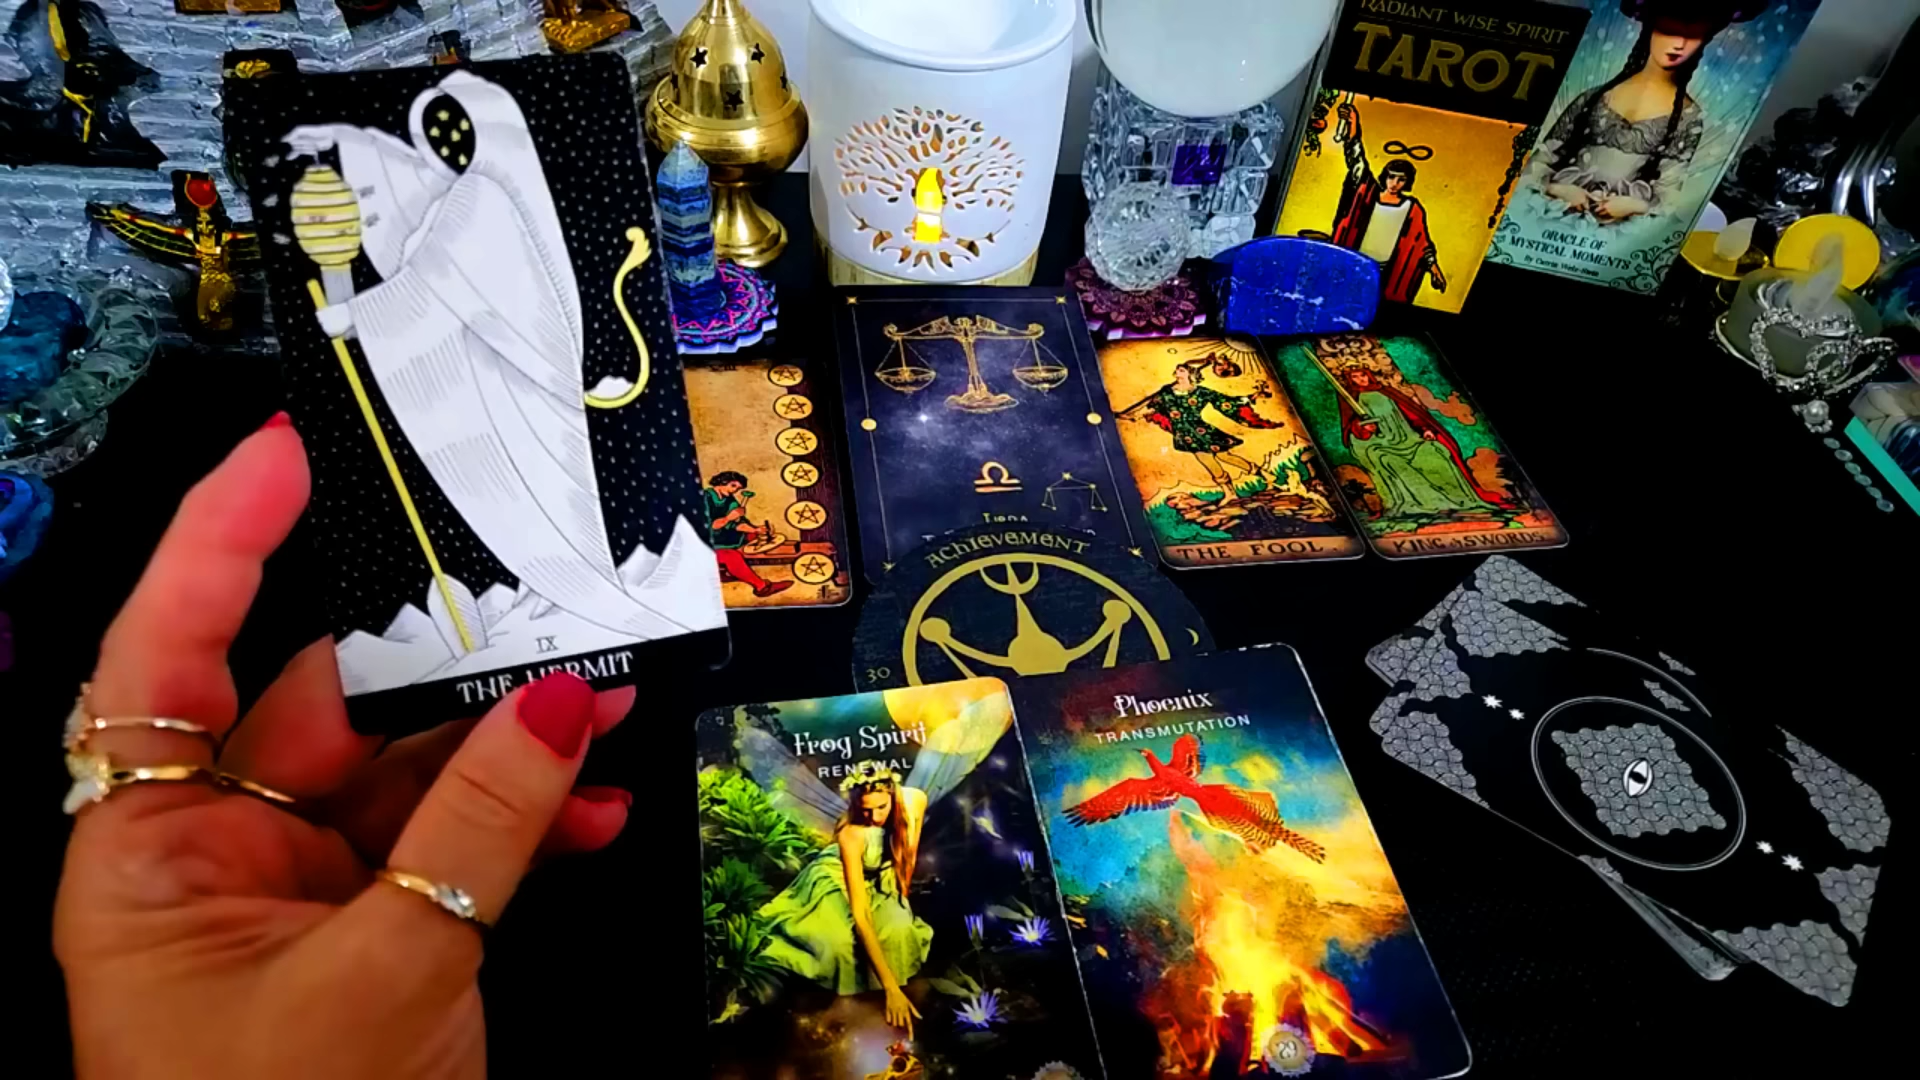 RADIANT WISE SPIRIT
TAROT
ORACLE OF
MYSTICAL MOMENTS
IX
THE HERMIT
THE FOOL.
KING of SWORDS.
ACHIEVEMENT
30
Frog Spirit
RENEWAL
Phoenix
TRANSMUTATION
29